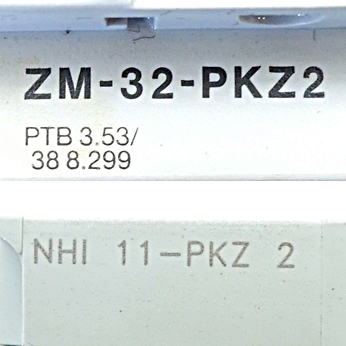 ZM-32-PKZ2
PTB 3.53/
38 8.299
NHI 11-PKZ 2